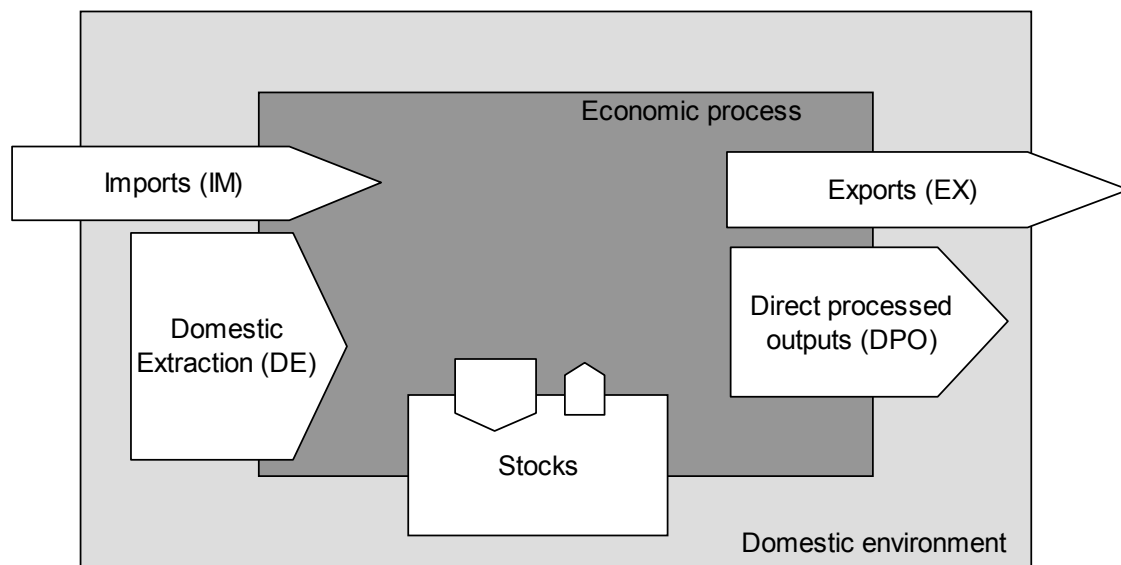 Economic process
Imports (IM)
Exports (EX)
Domestic
Extraction (DE)
Direct processed
outputs (DPO)
Stocks
Domestic environment